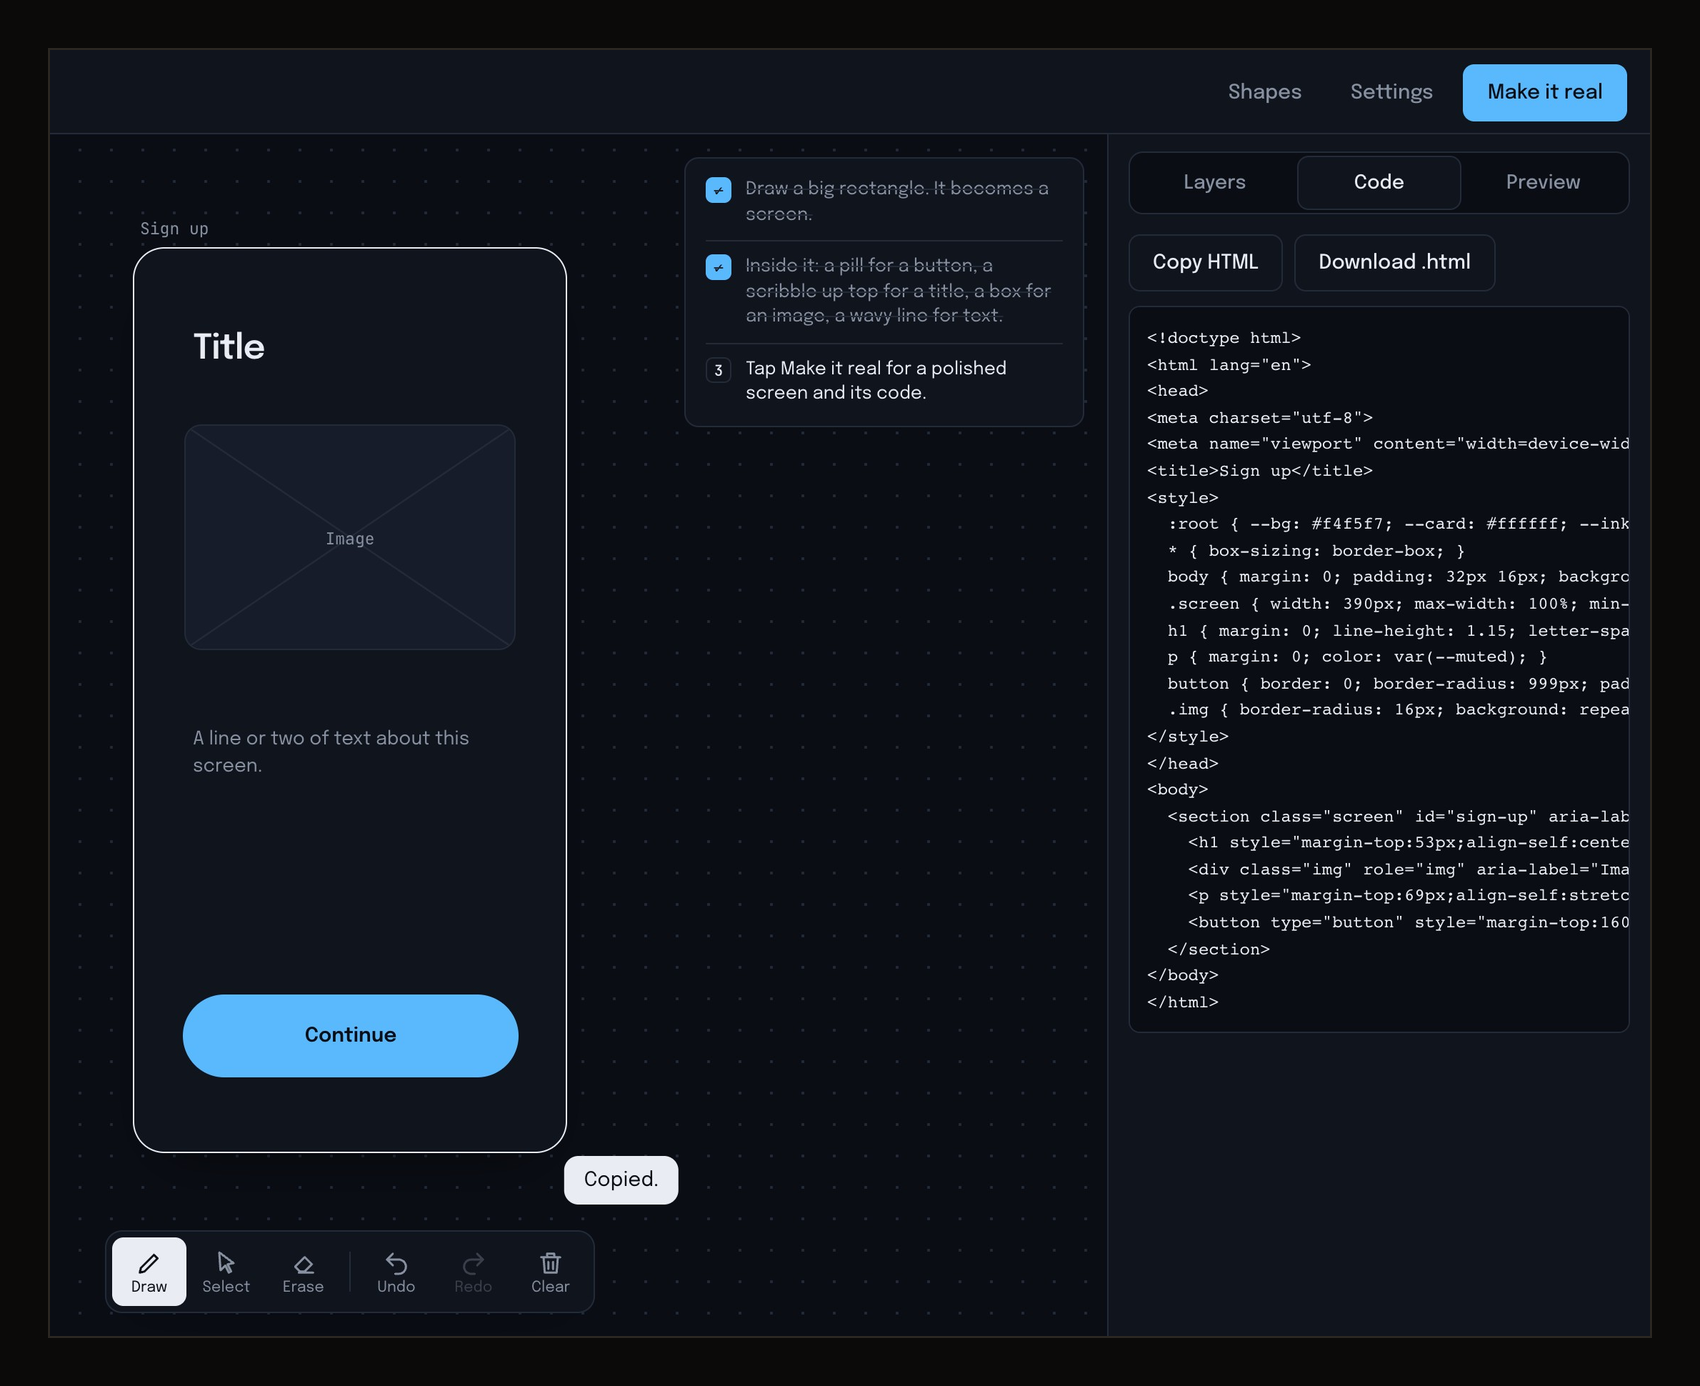 Shapes
Settings
Make it real
Sign up
Title
Image
A line or two of text about this
screen.
Continue
Draw a big rectangle. It becomes a
screen.
Inside it: a pill for a button, a
scribble up top for a title, a box for
an image, a wavy line for text.
3
Tap Make it real for a polished
screen and its code.
Copied.
Draw
Select
Erase
Undo
Redo
Clear
Layers
Code
Preview
Copy HTML
Download .html
<!doctype html>
<html lang="en">
<head>
<meta charset="utf-8">
<meta name="viewport" content="width=device-wid
<title>Sign up</title>
<style>
:root { --bg: #f4f5f7; --card: #ffffff; --ink
* { box-sizing: border-box; }
body { margin: 0; padding: 32px 16px; backgro
.screen { width: 390px; max-width: 100%; min-
h1 { margin: 0; line-height: 1.15; letter-spa
p { margin: 0; color: var(--muted); }
button { border: 0; border-radius: 999px; pad
.img { border-radius: 16px; background: repea
</style>
</head>
<body>
<section class="screen" id="sign-up" aria-lab
<h1 style="margin-top:53px;align-self:cente
<div class="img" role="img" aria-label="Ima
<p style="margin-top:69px;align-self:stretc
<button type="button" style="margin-top:160
</section>
</body>
</html>